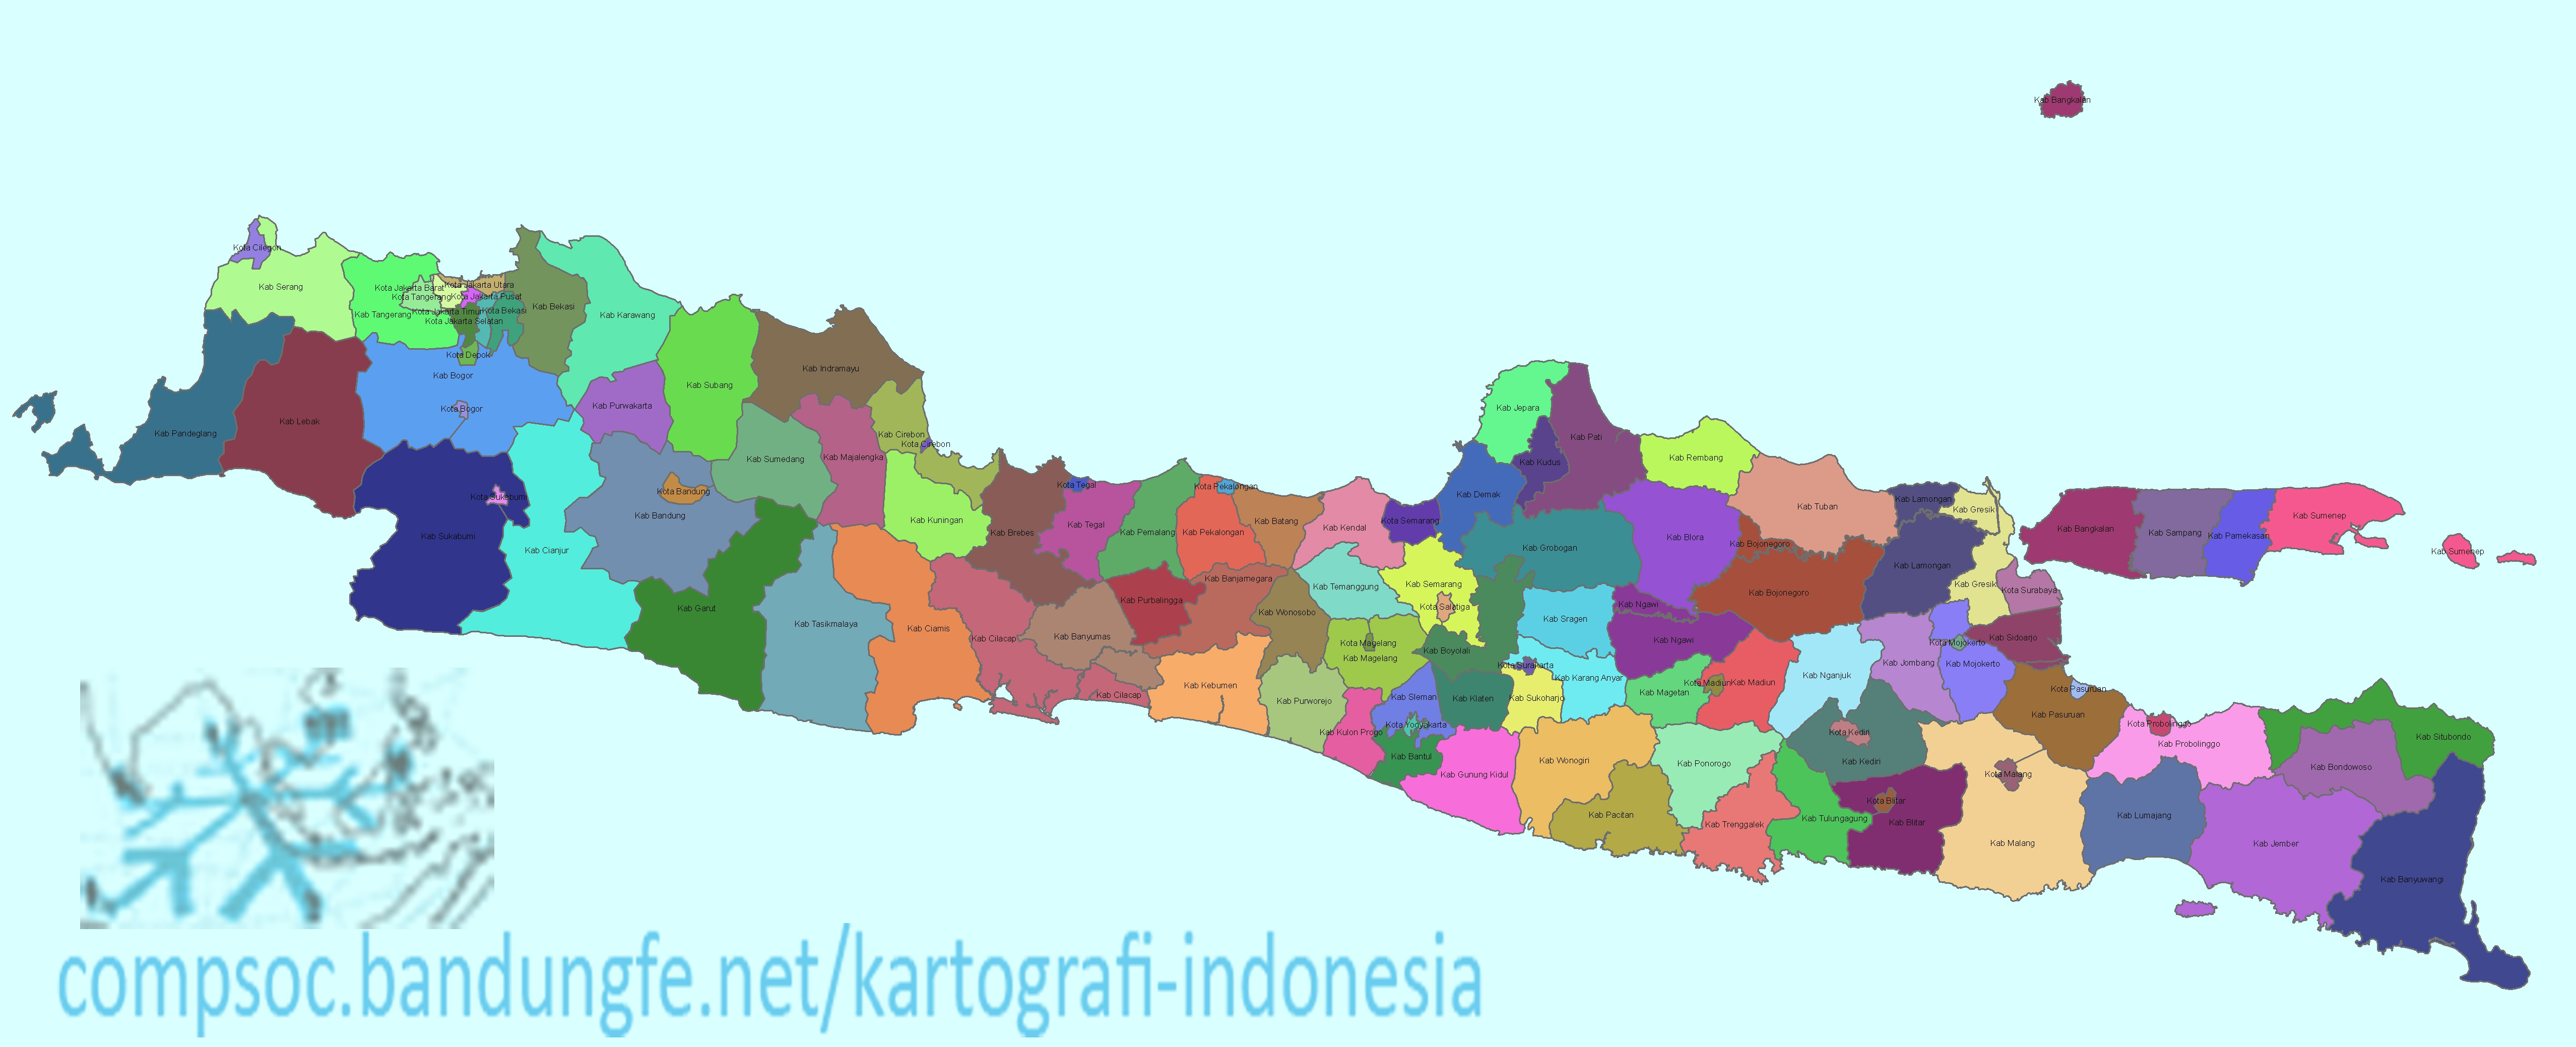 Kab Bangkalan
Kota Cilegon
Kab Serang
Kota Jakarta Utara
Kota Jakarta Barat
Kota Tangerang
Kota Jakarta Pusat
Kab Bekasi
Kab Tangerang
Kota Jakarta Timur
Kota Bekasi
Kota Jakarta Selatan
Kab Karawang
Kota Depok
Kab Bogor
Kota Bogor
Kab Purwakarta
Kab Subang
Kab Indramayu
Kab Lebak
Kab Pandeglang
Kab Cirebon
Kota Cirebon
Kab Majalengka
Kab Sumedang
Kota Bandung
Kab Bandung
Kota Sukabumi
Kab Sukabumi
Kab Cianjur
Kab Garut
Kab Tasikmalaya
Kab Ciamis
Kab Kuningan
Kab Brebes
Kota Tegal
Kab Tegal
Kab Pemalang
Kota Pekalongan
Kab Pekalongan
Kab Batang
Kab Kendal
Kota Semarang
Kab Demak
Kab Jepara
Kab Kudus
Kab Pati
Kab Rembang
Kab Cilacap
Kab Banyumas
Kab Cilacap
Kab Purbalingga
Kab Banjarnegara
Kab Kebumen
Kab Wonosobo
Kab Temanggung
Kab Semarang
Kota Salatiga
Kota Magelang
Kab Magelang
Kab Boyolali
Kab Purworejo
Kab Kulon Progo
Kab Sleman
Kota Yogyakarta
Kab Bantul
Kab Gunung Kidul
Kab Klaten
Kota Surakarta
Kab Sukoharjo
Kab Karang Anyar
Kab Sragen
Kab Grobogan
Kab Blora
Kab Wonogiri
Kab Pacitan
Kab Tuban
Kab Bojonegoro
Kab Bojonegoro
Kab Ngawi
Kab Ngawi
Kab Magetan
Kota Madiun
Kab Madiun
Kab Ponorogo
Kab Trenggalek
Kab Tulungagung
Kab Nganjuk
Kota Kediri
Kab Kediri
Kota Blitar
Kab Blitar
Kab Lamongan
Kab Gresik
Kab Lamongan
Kab Gresik
Kota Surabaya
Kab Sidoarjo
Kota Mojokerto
Kab Mojokerto
Kab Jombang
Kota Pasuruan
Kab Pasuruan
Kota Malang
Kab Malang
Kota Probolinggo
Kab Probolinggo
Kab Lumajang
Kab Jember
Kab Bondowoso
Kab Situbondo
Kab Banyuwangi
Kab Bangkalan
Kab Sampang
Kab Pamekasan
Kab Sumenep
Kab Sumenep
compsoc.bandungfe.net/kartografi-indonesia